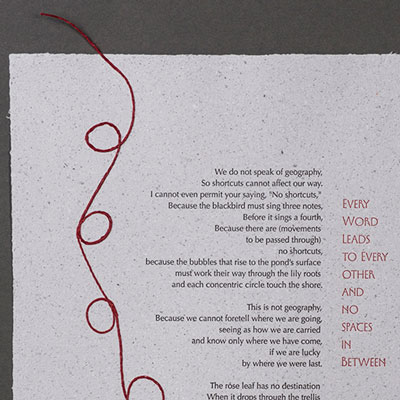 We do not speak of geography,
So shortcuts cannot affect our way.
I cannot even permit your saying, "No shortcuts,"
Because the blackbird must sing three notes,
Before it sings a fourth,
Because there are (movements
to be passed through)
no shortcuts,
because the bubbles that rise to the pond's surface
must work their way through the lily roots
and each concentric circle touch the shore.
This is not geography,
Because we cannot foretell where we are going,
seeing as how we are carried
and know only where we have come,
if we are lucky
by where we were last.
The rose leaf has no destination
When it drops through the trellis
EVERY
WORD
LEADS
TO EVERY
OTHER
AND
NO
SPACES
IN
BETWEEN